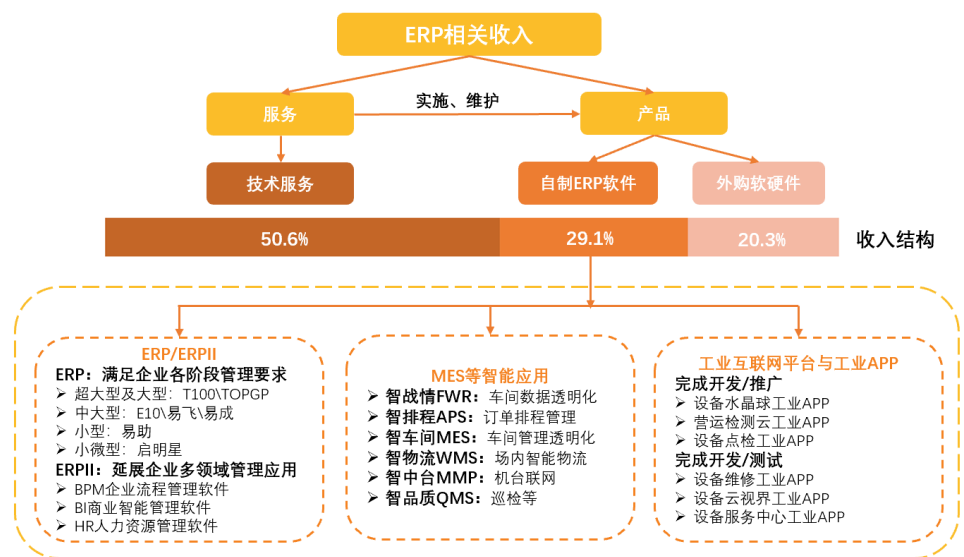 ERP相关收入
服务
实施、维护
产品
技术服务
自制ERP软件
外购软硬件
50.6%
29.1%
20.3%
收入结构
ERP/ERPII
ERP：满足企业各阶段管理要求
➢ 超大型及大型：T100\TOPGP
➢ 中大型：E10\易飞\易成
➢ 小型：易助
➢ 小微型：启明星
ERPII：延展企业多领域管理应用
➢ BPM企业流程管理软件
➢ BI商业智能管理软件
➢ HR人力资源管理软件
MES等智能应用
➢ 智战情FWR：车间数据透明化
➢ 智排程APS：订单排程管理
➢ 智车间MES：车间管理透明化
➢ 智物流WMS：场内智能物流
➢ 智中台MMP：机台联网
➢ 智品质QMS：巡检等
工业互联网平台与工业APP
完成开发/推广
➢ 设备水晶球工业APP
➢ 营运检测云工业APP
➢ 设备点检工业APP
完成开发/测试
➢ 设备维修工业APP
➢ 设备云视界工业APP
➢ 设备服务中心工业APP